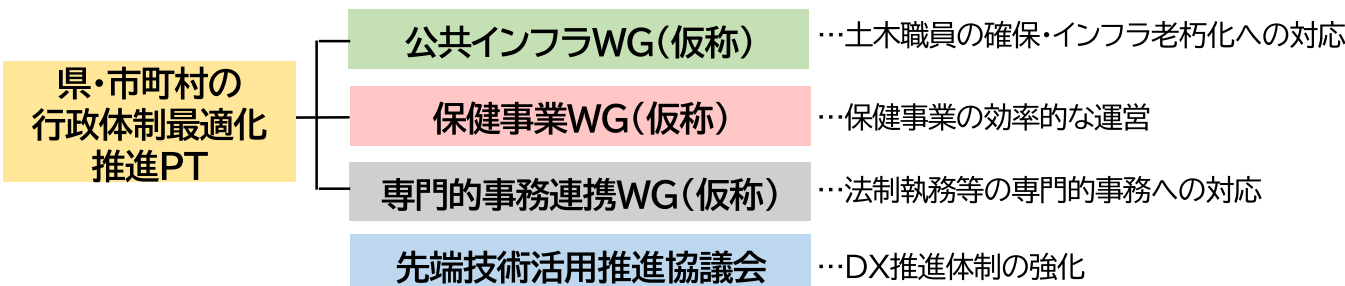 県・市町村の
行政体制最適化
推進PT
公共インフラWG（仮称）
…土木職員の確保・インフラ老朽化への対応
保健事業WG（仮称）
…保健事業の効率的な運営
専門的事務連携WG（仮称）
…法制執務等の専門的事務への対応
先端技術活用推進協議会
…DX推進体制の強化